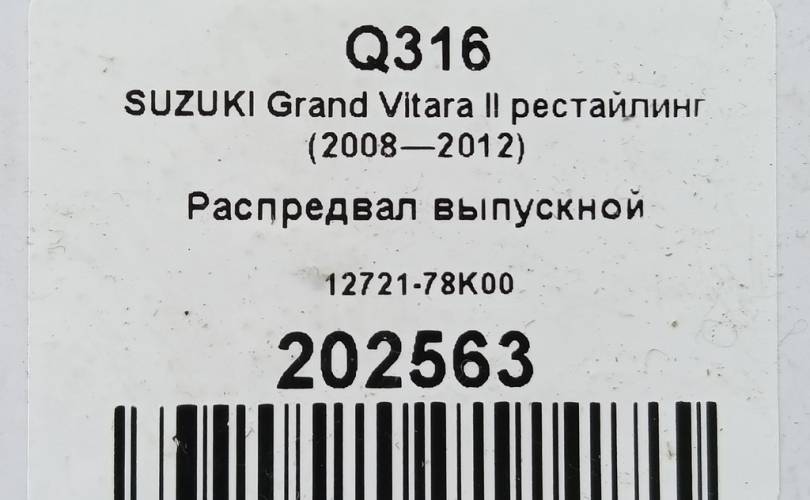 Q316
SUZUKI Grand Vitara II рестайлинг
(2008—2012)
Распредвал выпускной
12721-78K00
202563